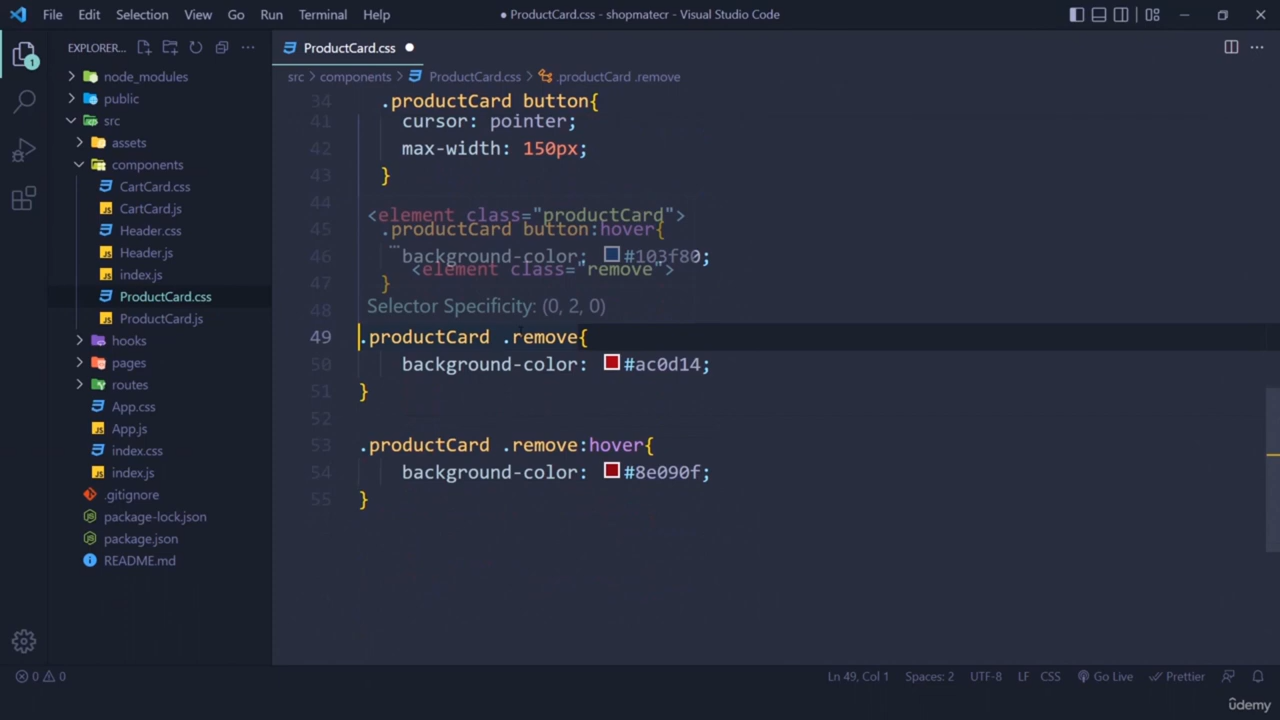 File Edit Selection View Go Run Terminal Help
● ProductCard.css - shopmatecr - Visual Studio Code
EXPLORER...
ProductCard.css
src > components > ProductCard.css > .productCard .remove
node_modules
public
src
assets
components
CartCard.css
CartCard.js
Header.css
Header.js
index.js
ProductCard.css
ProductCard.js
hooks
pages
routes
App.css
App.js
index.css
index.js
.gitignore
package-lock.json
package.json
README.md
1
34 .productCard button{
41 cursor: pointer;
42 max-width: 150px;
43 }
44
<element class="productCard">
45 .productCard button:hover{
…
46 background-color: #103f80;
<element class="remove">
47 }
Selector Specificity: (0, 2, 0)
48
49 .productCard .remove{
50 background-color: #ac0d14;
51 }
52
53 .productCard .remove:hover{
54 background-color: #8e090f;
55 }
0 0
Ln 49, Col 1 Spaces: 2 UTF-8 LF CSS Go Live Prettier
ûdemy